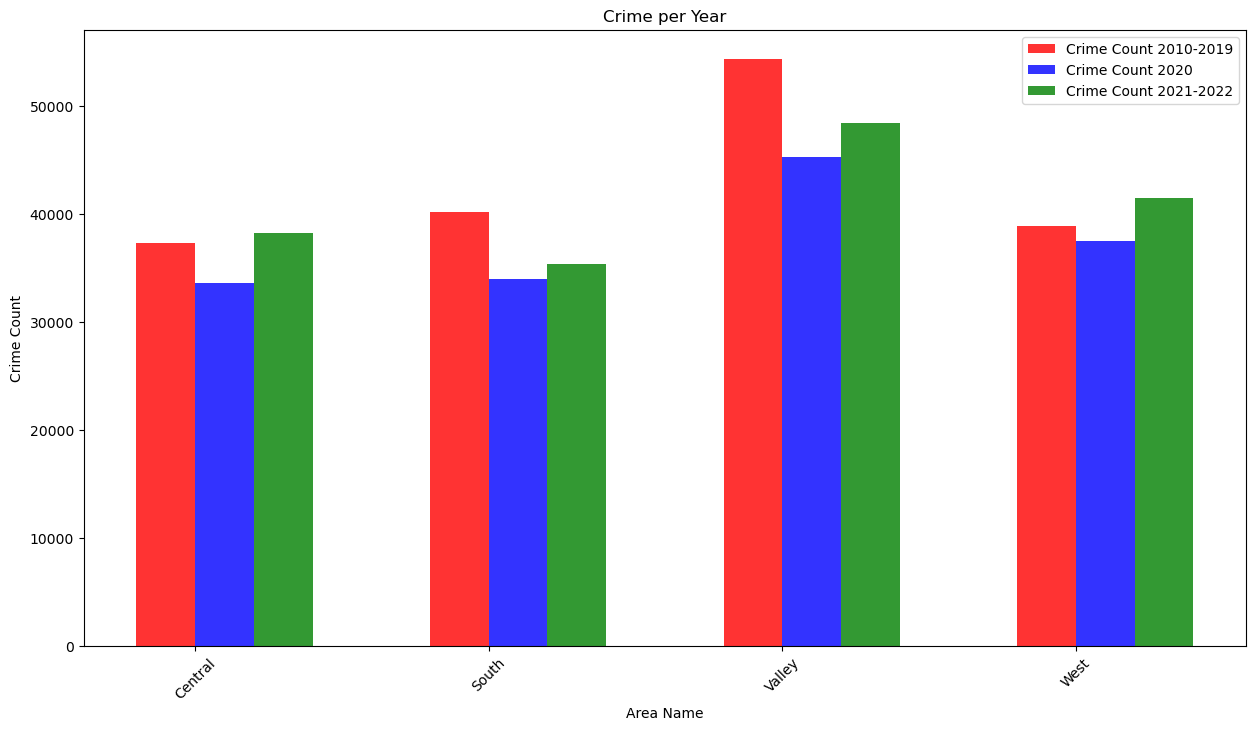 Crime per Year
Crime Count 2010-2019
Crime Count 2020
Crime Count 2021-2022
Crime Count
50000
40000
30000
20000
10000
0
Central
South
Valley
West
Area Name